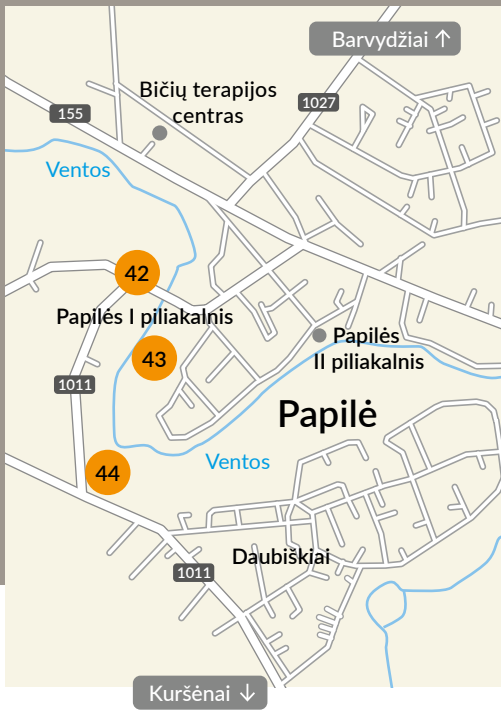 Barvydžiai ↑
Bičių terapijos
centras
1027
155
Ventos
42
Papilės I piliakalnis
Papilės
II piliakalnis
43
1011
Papilė
Ventos
44
Daubiškiai
1011
Kuršėnai ↓